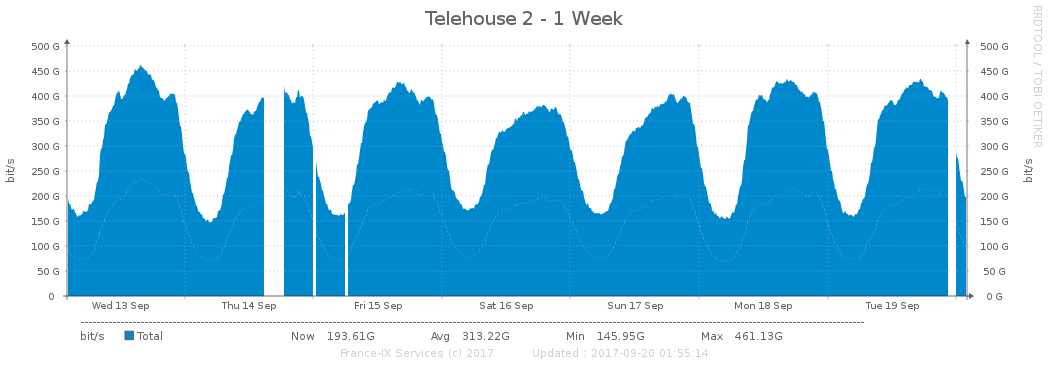 Telehouse 2 - 1 Week
RRDTOOL / TOBI OETIKER
bit/s
500 G 500 G
450 G 450 G
400 G 400 G
350 G 350 G
300 G 300 G
250 G 250 G
200 G 200 G
150 G 150 G
100 G 100 G
50 G 50 G
0 0 G
bit/s
Wed 13 Sep Thu 14 Sep Fri 15 Sep Sat 16 Sep Sun 17 Sep Mon 18 Sep Tue 19 Sep
bit/s Total Now 193.61G Avg 313.22G Min 145.95G Max 461.13G
France-IX Services (c) 2017 Updated : 2017-09-20 01:55:14